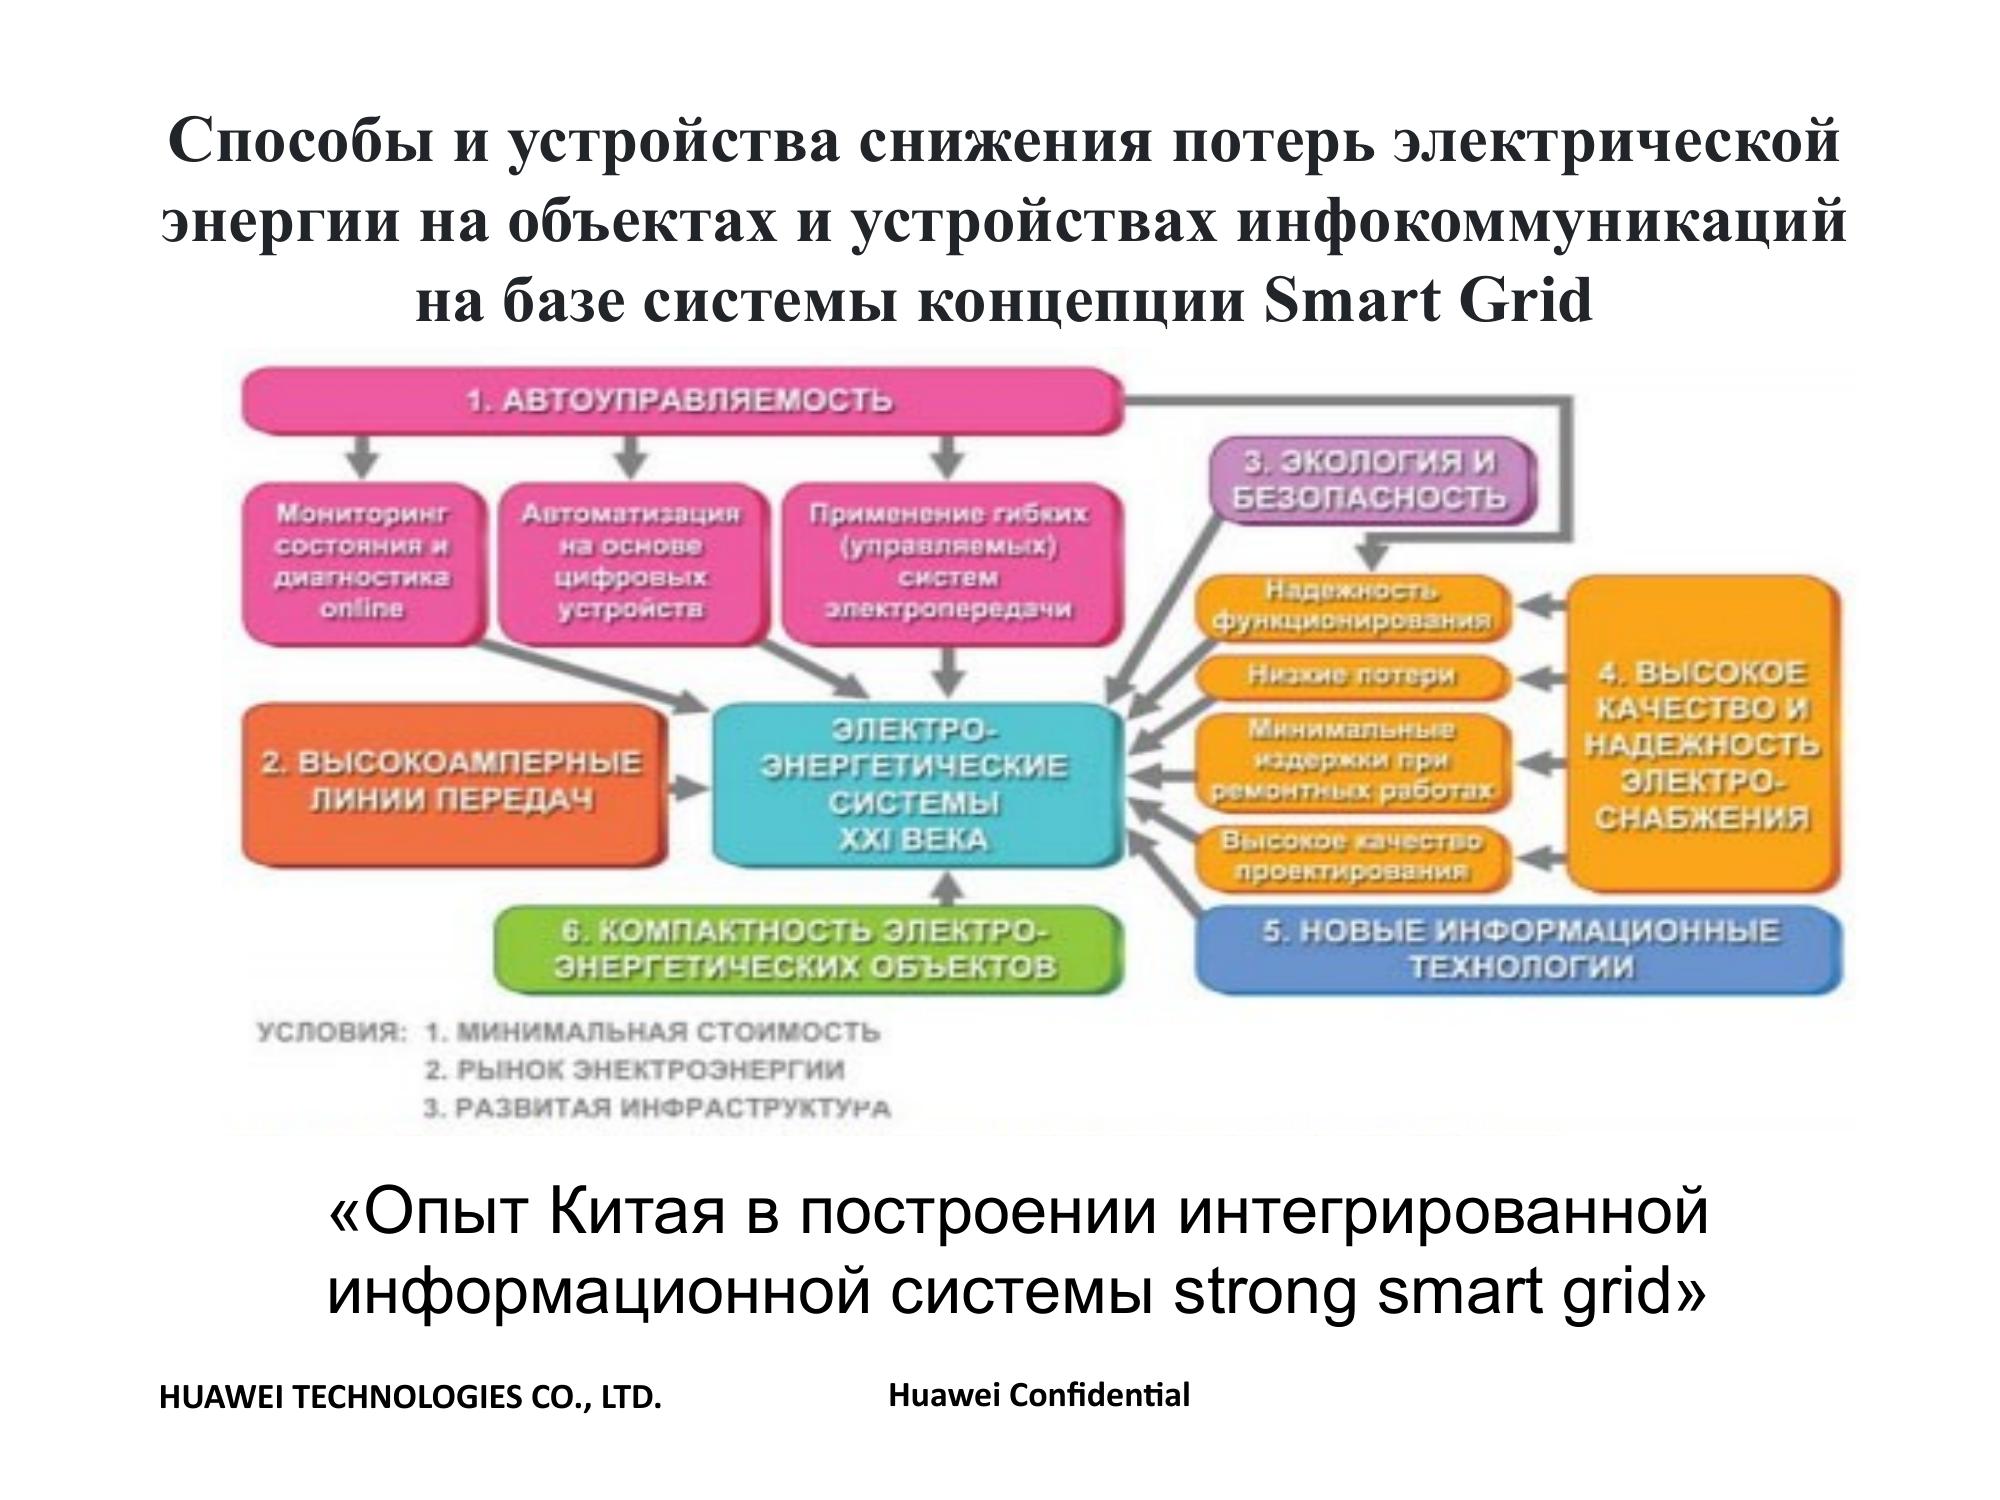 Способы и устройства снижения потерь электрической
энергии на объектах и устройствах инфокоммуникаций
на базе системы концепции Smart Grid
1. АВТОУПРАВЛЯЕМОСТЬ
Мониторинг
состояния и
диагностика
online
Автоматизация
на основе
цифровых
устройств
Применение гибких
(управляемых)
систем
электропередачи
3. ЭКОЛОГИЯ И
БЕЗОПАСНОСТЬ
Надежность
функционирования
Низкие потери
Минимальные
издержки при
ремонтных работах
Высокое качество
проектирования
4. ВЫСОКОЕ
КАЧЕСТВО И
НАДЕЖНОСТЬ
ЭЛЕКТРО-
СНАБЖЕНИЯ
2. ВЫСОКОАМПЕРНЫЕ
ЛИНИИ ПЕРЕДАЧ
ЭЛЕКТРО-
ЭНЕРГЕТИЧЕСКИЕ
СИСТЕМЫ
XXI ВЕКА
6. КОМПАКТНОСТЬ ЭЛЕКТРО-
ЭНЕРГЕТИЧЕСКИХ ОБЪЕКТОВ
5. НОВЫЕ ИНФОРМАЦИОННЫЕ
ТЕХНОЛОГИИ
УСЛОВИЯ: 1. МИНИМАЛЬНАЯ СТОИМОСТЬ
2. РЫНОК ЭНЕКТРОЭНЕРГИИ
3. РАЗВИТАЯ ИНФРАСТРУКТУРА
«Опыт Китая в построении интегрированной
информационной системы strong smart grid»
HUAWEI TECHNOLOGIES CO., LTD.
Huawei Confidential